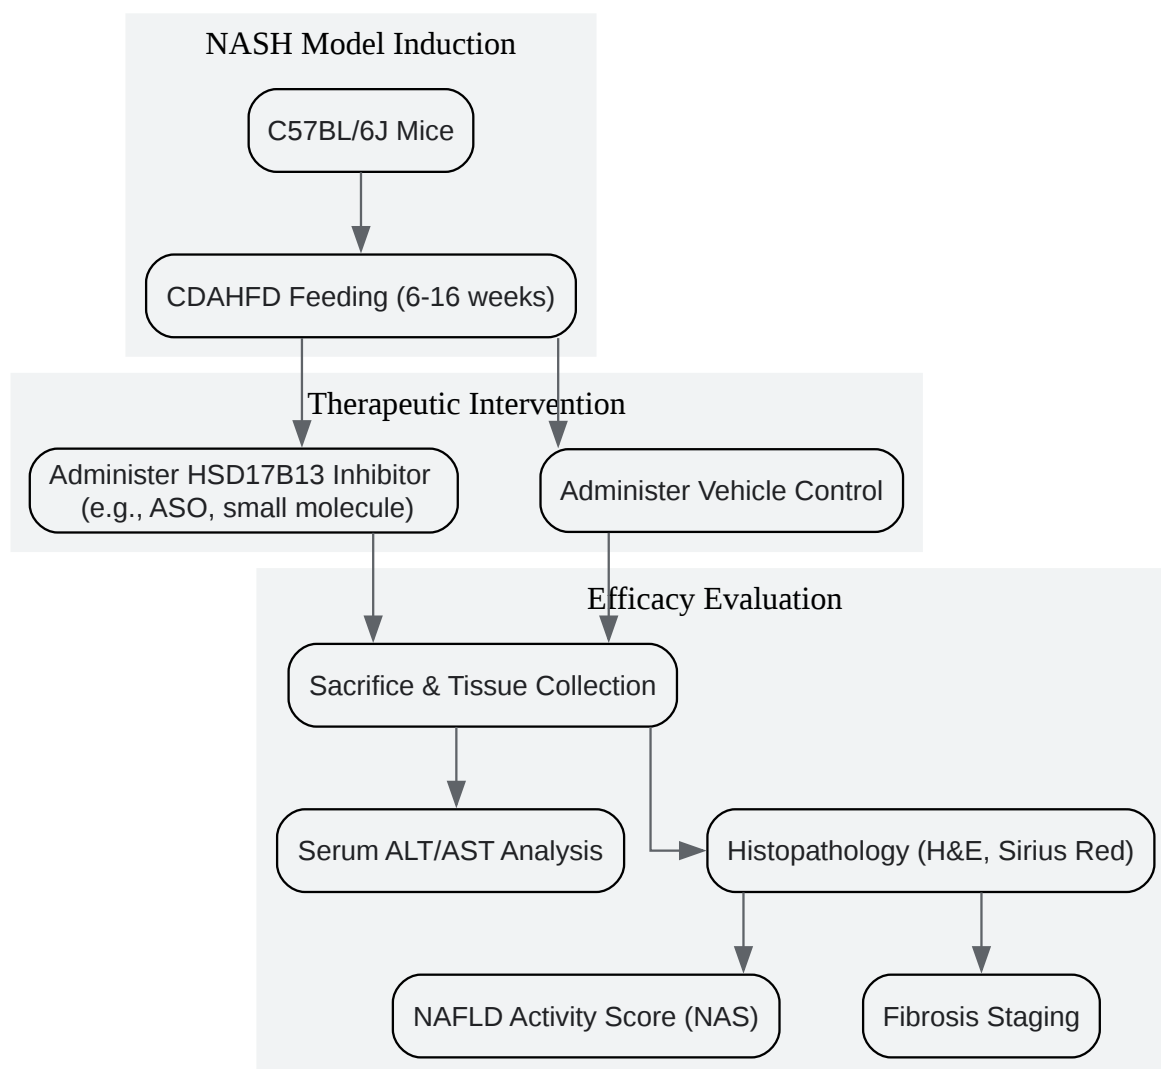 NASH Model Induction
C57BL/6J Mice
CDAHFD Feeding (6-16 weeks)
Therapeutic Intervention
Administer HSD17B13 Inhibitor
(e.g., ASO, small molecule)
Administer Vehicle Control
Efficacy Evaluation
Sacrifice & Tissue Collection
Serum ALT/AST Analysis
Histopathology (H&E, Sirius Red)
NAFLD Activity Score (NAS)
Fibrosis Staging